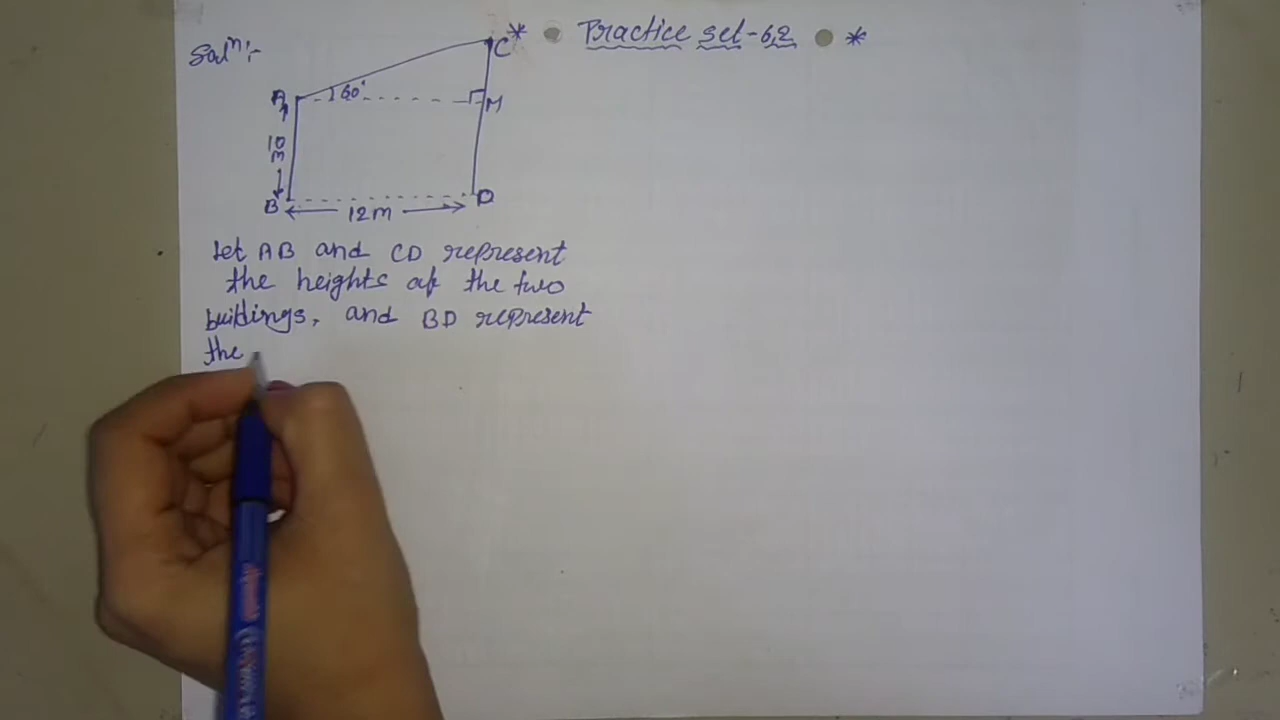 * Practice set-6.2 *
Solⁿ:-
C
A 60° M
10 m
B D
12m
Let AB and CD represent
the heights of the two
buildings, and BD represent
the